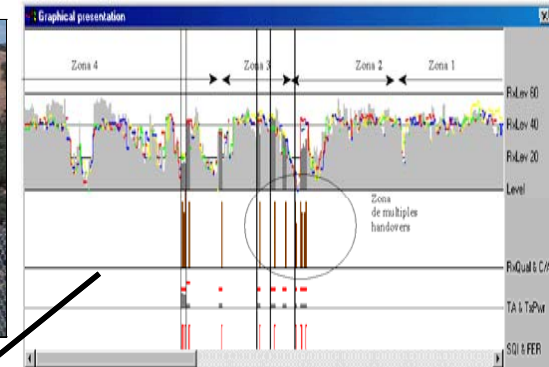 Graphical presentation
Zona 4
Zona 3
Zona 2
Zona 1
RxLev 60
RxLev 40
RxLev 20
Level
Zona
de multiples
handovers
RxQual & C/A
TA & TxPwr
SQI & FER